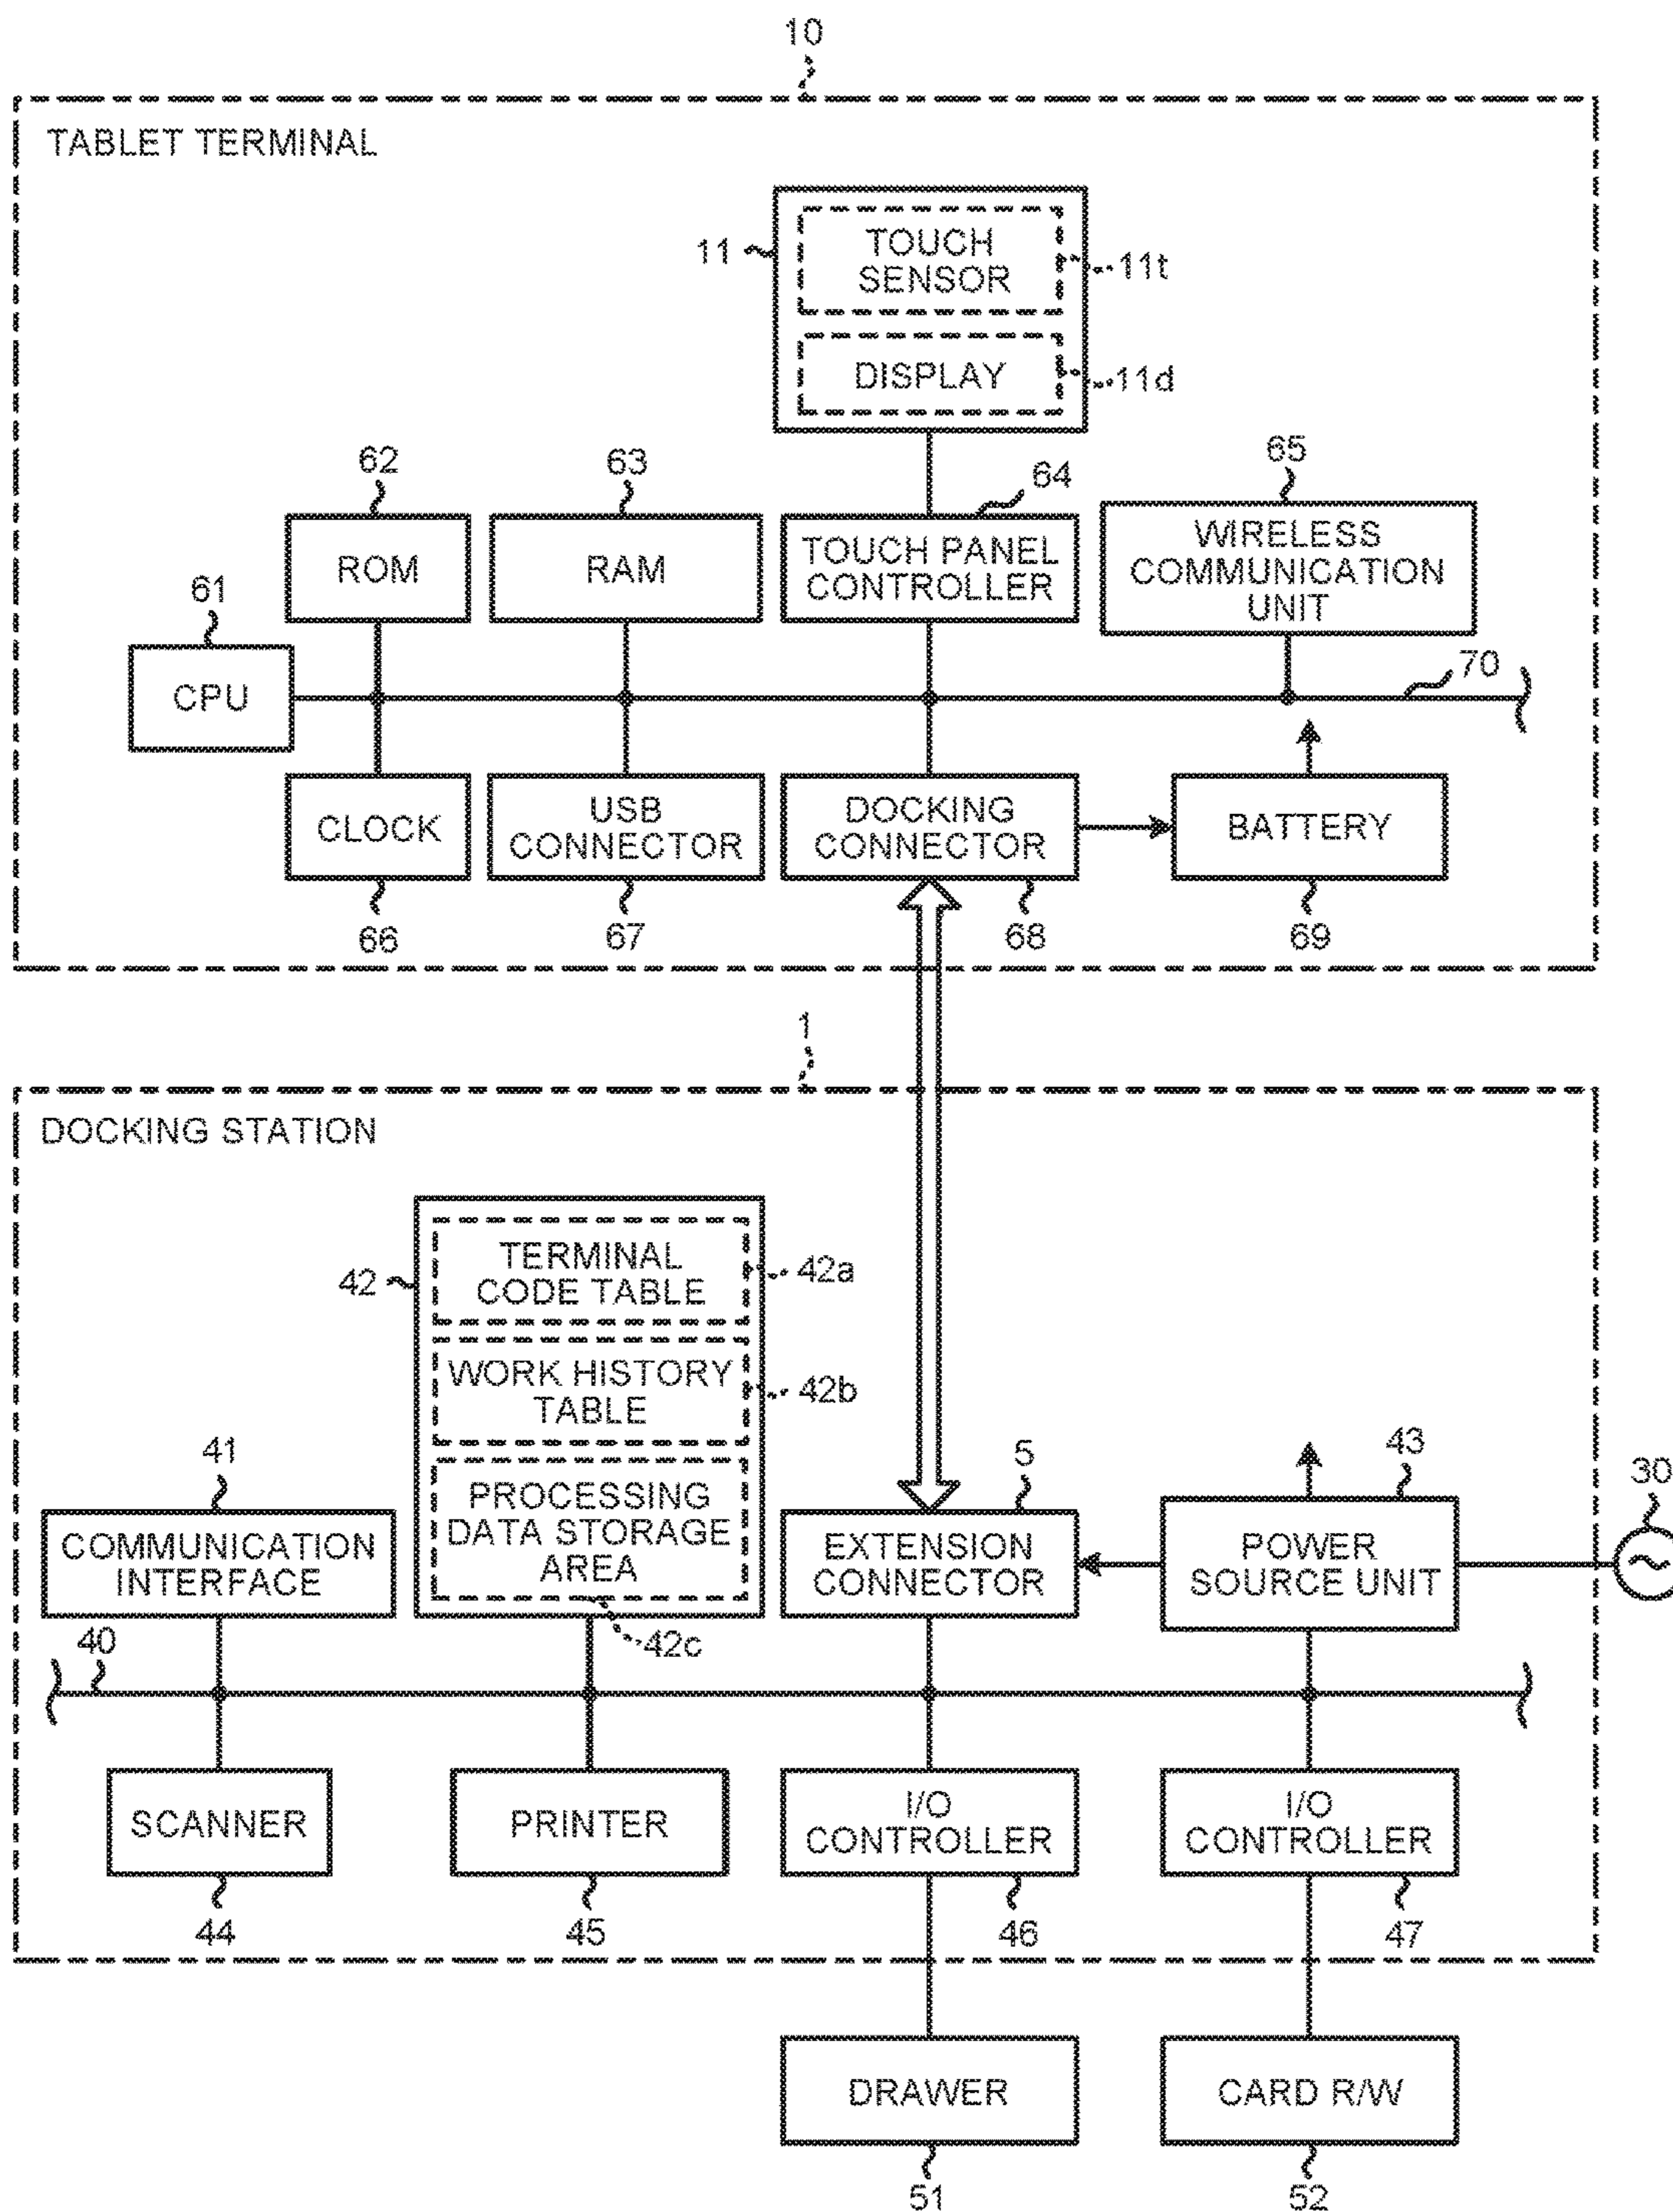 10
TABLET TERMINAL
11
TOUCH
SENSOR
11t
DISPLAY
11d
62
63
64
65
ROM
RAM
TOUCH PANEL
CONTROLLER
WIRELESS
COMMUNICATION
UNIT
61
CPU
70
CLOCK
USB
CONNECTOR
DOCKING
CONNECTOR
BATTERY
66
67
68
69
1
DOCKING STATION
42
TERMINAL
CODE TABLE
42a
WORK HISTORY
TABLE
42b
PROCESSING
DATA STORAGE
AREA
42c
41
COMMUNICATION
INTERFACE
5
EXTENSION
CONNECTOR
43
POWER
SOURCE UNIT
30
40
SCANNER
PRINTER
I/O
CONTROLLER
I/O
CONTROLLER
44
45
46
47
DRAWER
CARD R/W
51
52